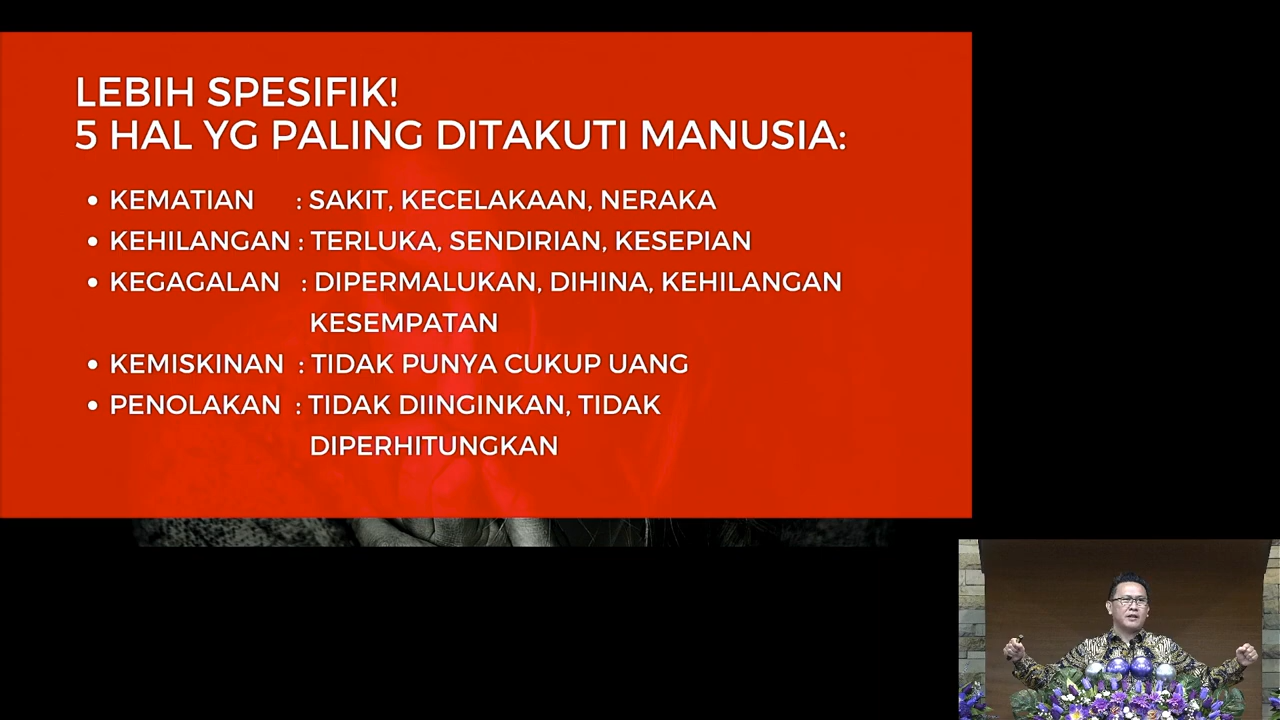 LEBIH SPESIFIK!
5 HAL YG PALING DITAKUTI MANUSIA:
• KEMATIAN : SAKIT, KECELAKAAN, NERAKA
• KEHILANGAN : TERLUKA, SENDIRIAN, KESEPIAN
• KEGAGALAN : DIPERMALUKAN, DIHINA, KEHILANGAN
KESEMPATAN
• KEMISKINAN : TIDAK PUNYA CUKUP UANG
• PENOLAKAN : TIDAK DIINGINKAN, TIDAK
DIPERHITUNGKAN